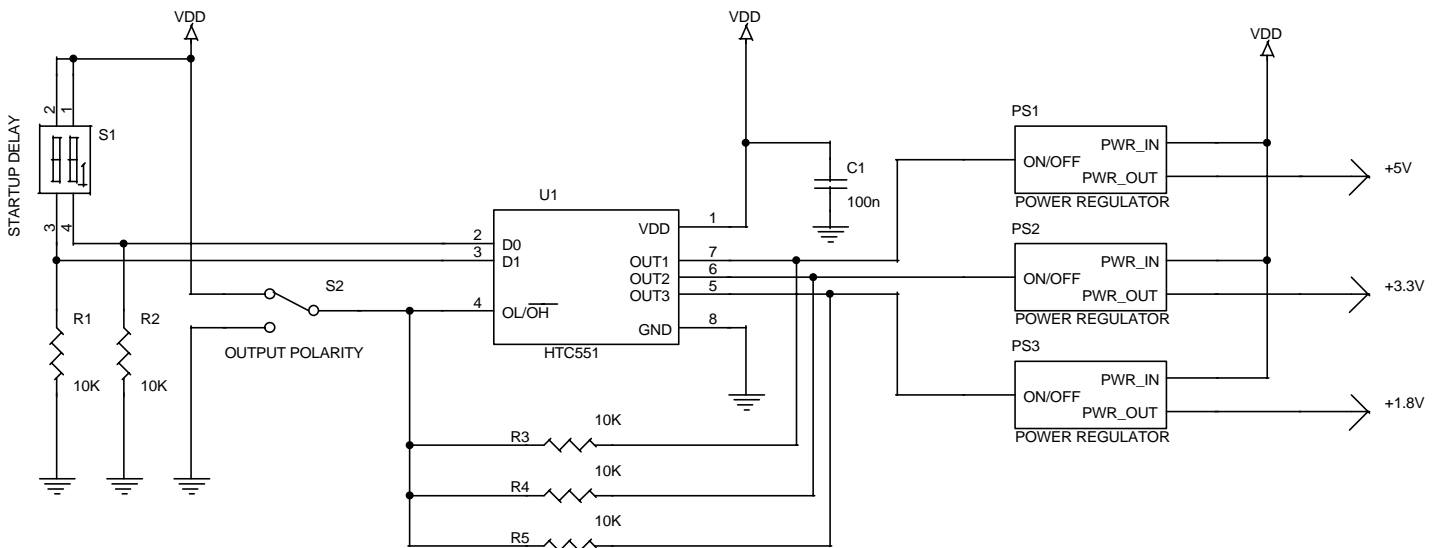 VDD
VDD
VDD
STARTUP DELAY
2
1
S1
3
4
R1
10K
R2
10K
S2
OUTPUT POLARITY
U1
2
D0
3
D1
4
OL/O̅H̅
VDD
1
OUT1
7
OUT2
6
OUT3
5
GND
8
HTC551
C1
100n
R3
10K
R4
10K
R5
10K
PS1
ON/OFF
PWR_IN
PWR_OUT
POWER REGULATOR
+5V
PS2
ON/OFF
PWR_IN
PWR_OUT
POWER REGULATOR
+3.3V
PS3
ON/OFF
PWR_IN
PWR_OUT
POWER REGULATOR
+1.8V